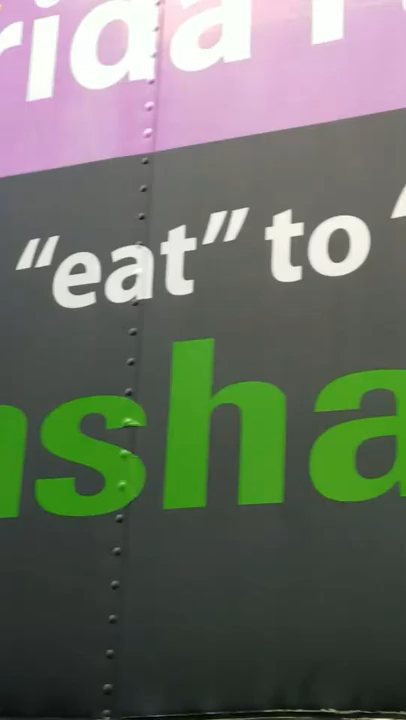 rida
“eat” to “
sha